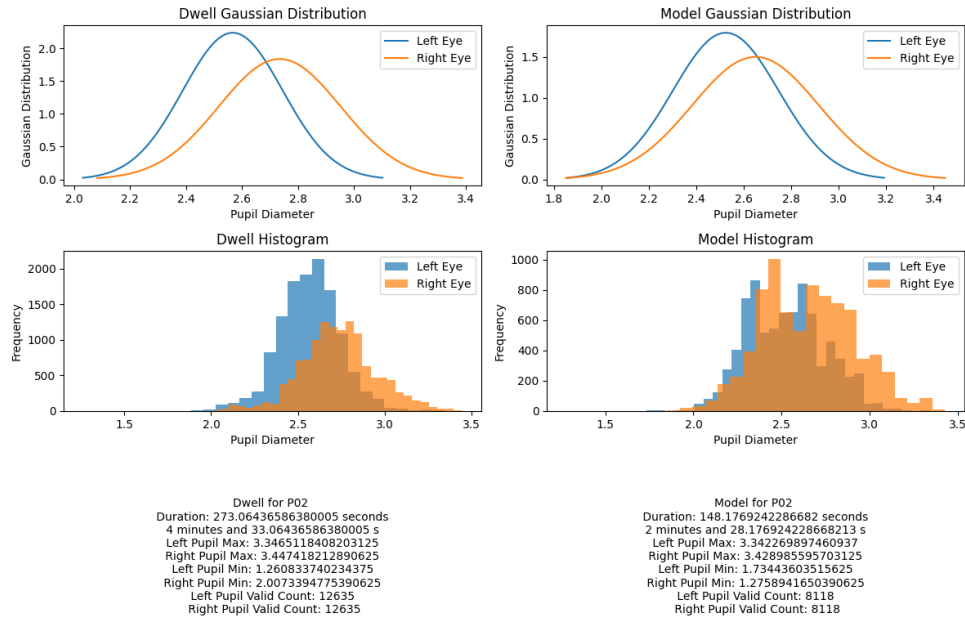 Dwell Gaussian Distribution
Gaussian Distribution
2.0
1.5
1.0
0.5
0.0
Left Eye
Right Eye
2.0 2.2 2.4 2.6 2.8 3.0 3.2 3.4
Pupil Diameter
Model Gaussian Distribution
Gaussian Distribution
1.5
1.0
0.5
0.0
Left Eye
Right Eye
1.8 2.0 2.2 2.4 2.6 2.8 3.0 3.2 3.4
Pupil Diameter
Dwell Histogram
Frequency
2000
1500
1000
500
0
Left Eye
Right Eye
1.5 2.0 2.5 3.0 3.5
Pupil Diameter
Model Histogram
Frequency
1000
800
600
400
200
0
Left Eye
Right Eye
1.5 2.0 2.5 3.0 3.5
Pupil Diameter
Dwell for P02
Duration: 273.06436586380005 seconds
4 minutes and 33.06436586380005 s
Left Pupil Max: 3.3465118408203125
Right Pupil Max: 3.447418212890625
Left Pupil Min: 1.260833740234375
Right Pupil Min: 2.0073394775390625
Left Pupil Valid Count: 12635
Right Pupil Valid Count: 12635
Model for P02
Duration: 148.1769242286682 seconds
2 minutes and 28.176924228668213 s
Left Pupil Max: 3.342269897460937
Right Pupil Max: 3.428985595703125
Left Pupil Min: 1.73443603515625
Right Pupil Min: 1.2758941650390625
Left Pupil Valid Count: 8118
Right Pupil Valid Count: 8118